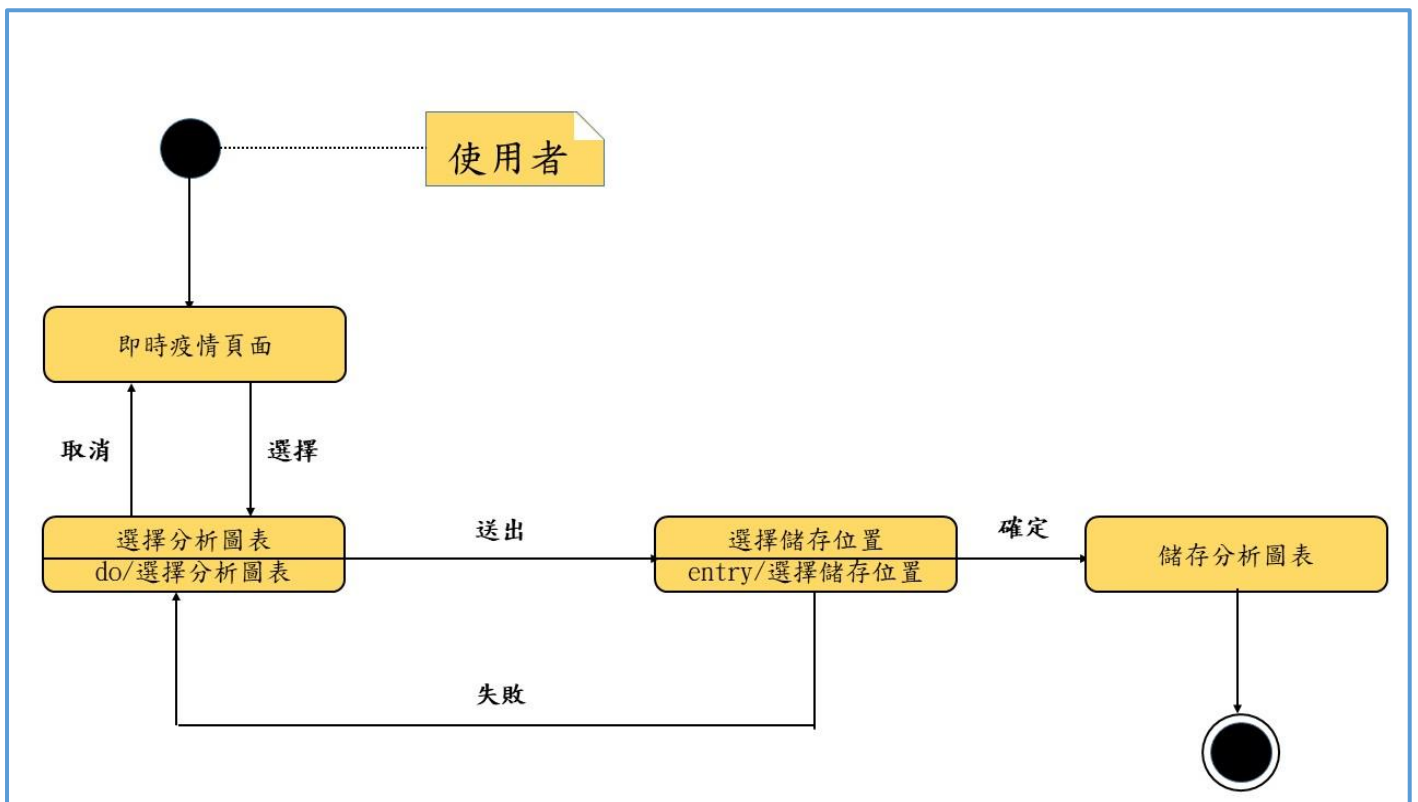 使用者
即時疫情頁面
取消
選擇
選擇分析圖表
do/選擇分析圖表
送出
選擇儲存位置
entry/選擇儲存位置
確定
儲存分析圖表
失敗